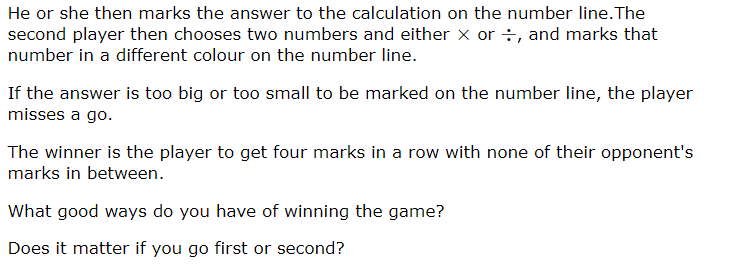 He or she then marks the answer to the calculation on the number line.The
second player then chooses two numbers and either × or ÷, and marks that
number in a different colour on the number line.
If the answer is too big or too small to be marked on the number line, the player
misses a go.
The winner is the player to get four marks in a row with none of their opponent's
marks in between.
What good ways do you have of winning the game?
Does it matter if you go first or second?